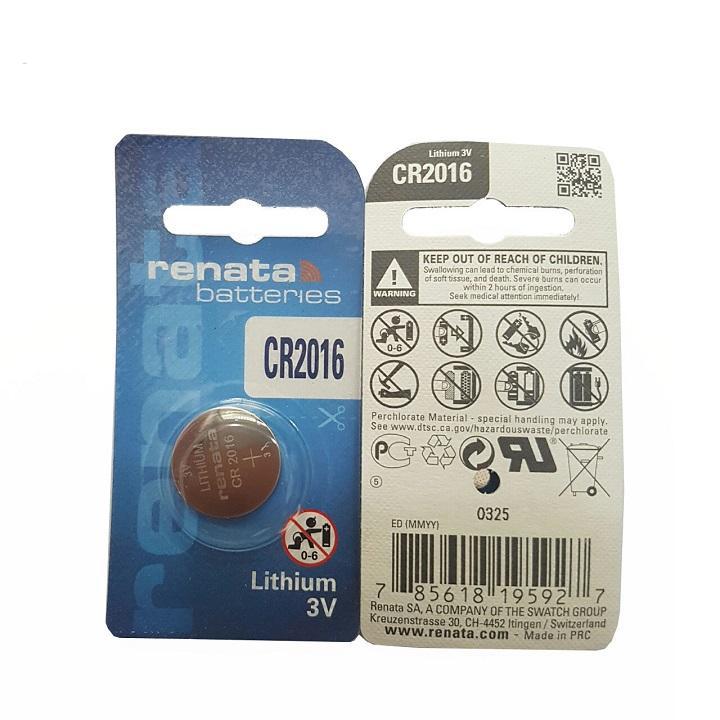 renata
renata
batteries
CR2016
3V
LITHIUM
renata
CR 2016
+
0-6
Lithium
3V
Lithium 3V
CR2016
WARNING
KEEP OUT OF REACH OF CHILDREN.
Swallowing can lead to chemical burns, perforation
of soft tissue, and death. Severe burns can occur
within 2 hours of ingestion.
Seek medical attention immediately!
0-6
Perchlorate Material - special handling may apply.
See www.dtsc.ca.gov/hazardouswaste/perchlorate
5
0325
ED (MMYY)
7 85618 19592 7
Renata SA, A COMPANY OF THE SWATCH GROUP
Kreuzenstrasse 30, CH-4452 Itingen / Switzerland
www.renata.com - Made in PRC